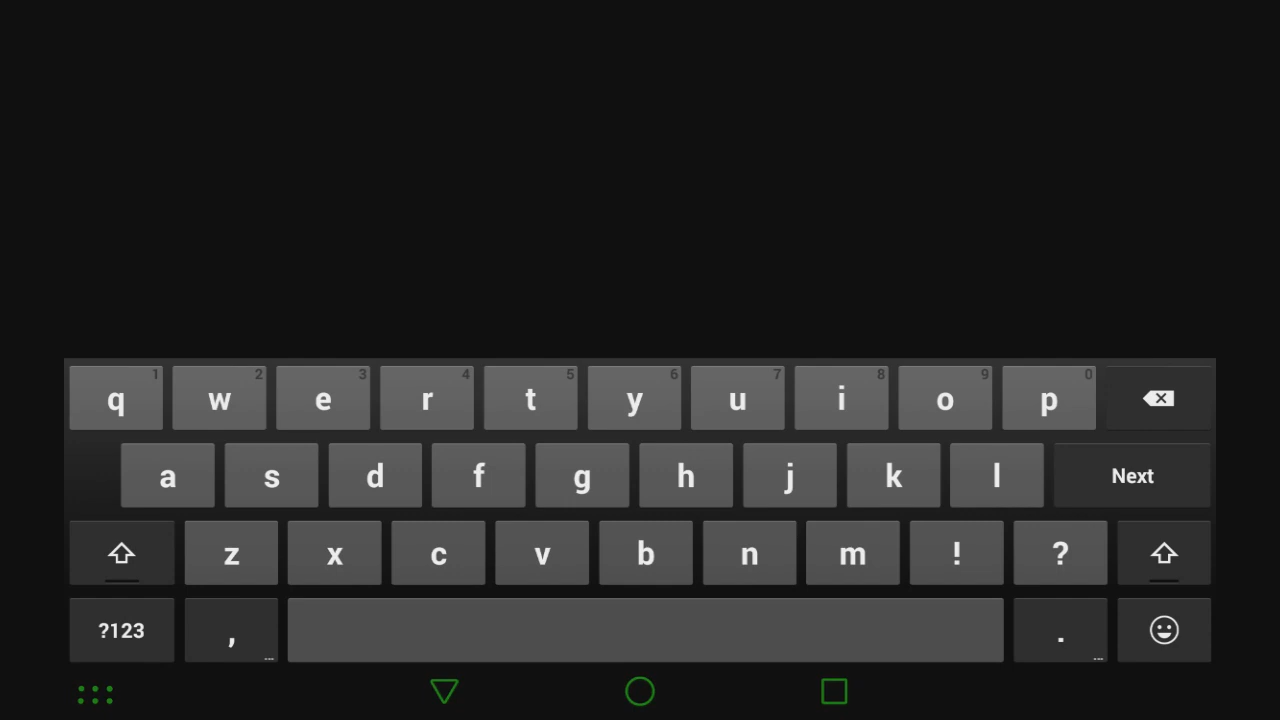 q 1 w 2 e 3 r 4 t 5 y 6 u 7 i 8 o 9 p 0
a s d f g h j k l Next
z x c v b n m ! ?
?123 , ... . ...